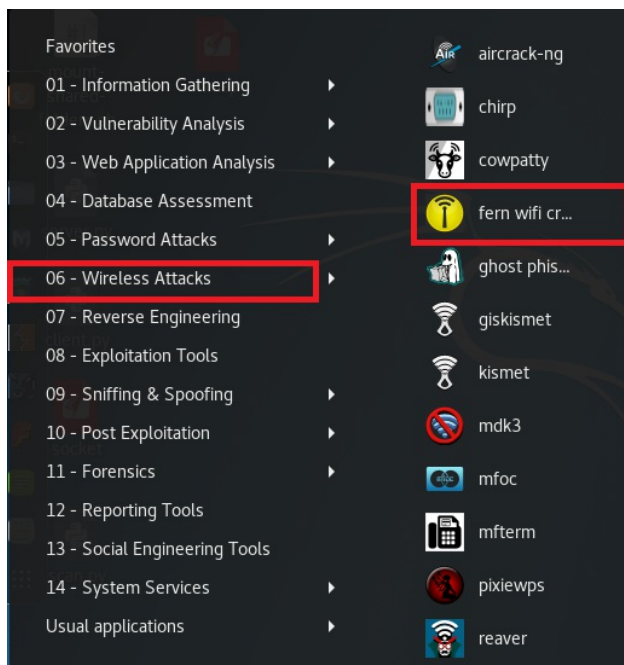 Favorites
01 - Information Gathering
02 - Vulnerability Analysis
03 - Web Application Analysis
04 - Database Assessment
05 - Password Attacks
06 - Wireless Attacks
07 - Reverse Engineering
08 - Exploitation Tools
09 - Sniffing & Spoofing
10 - Post Exploitation
11 - Forensics
12 - Reporting Tools
13 - Social Engineering Tools
14 - System Services
Usual applications
aircrack-ng
chirp
cowpatty
fern wifi cr...
ghost phis...
giskismet
kismet
mdk3
mfoc
mfterm
pixiewps
reaver